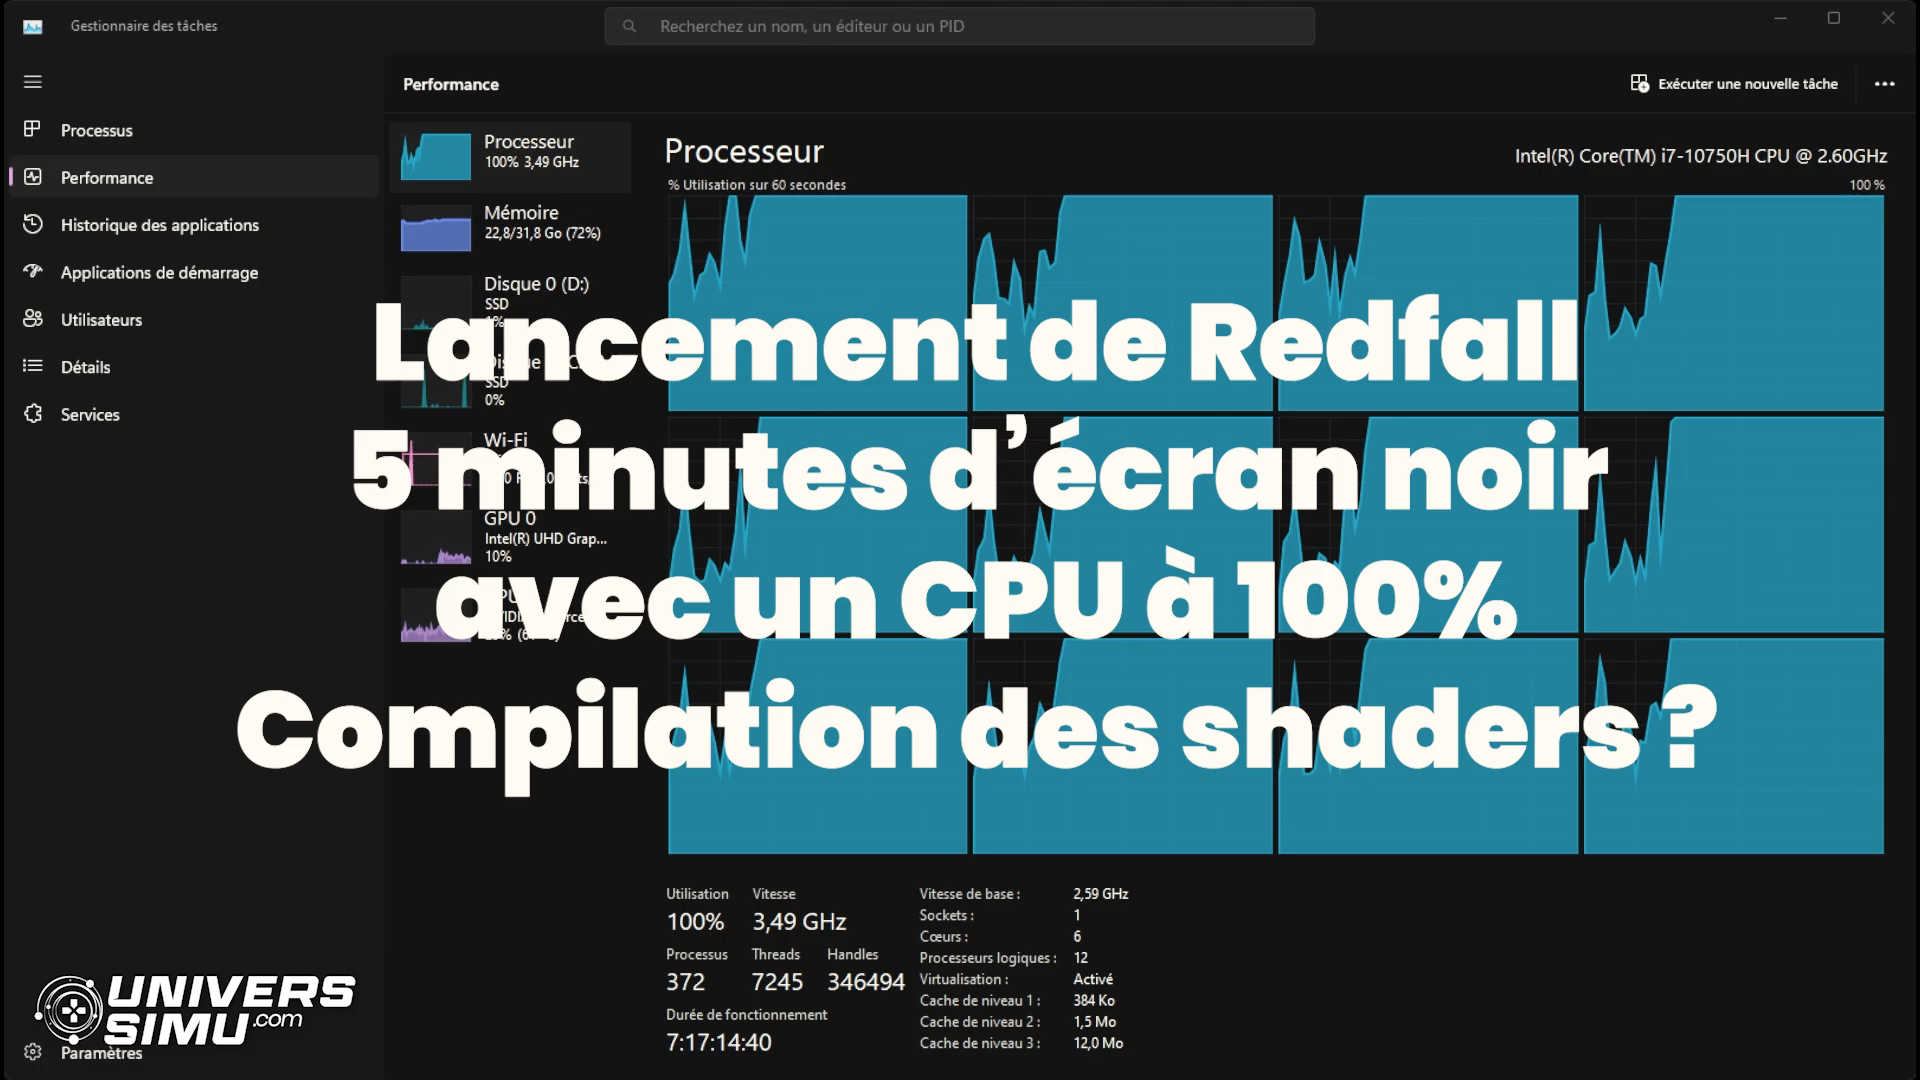 Gestionnaire des tâches
Recherchez un nom, un éditeur ou un PID
Performance
Exécuter une nouvelle tâche
Processus
Performance
Historique des applications
Applications de démarrage
Utilisateurs
Détails
Services
Paramètres
Processeur
100% 3,49 GHz
Mémoire
22,8/31,8 Go (72%)
Disque 0 (D:)
SSD
SSD
0%
Wi-Fi
GPU 0
Intel(R) UHD Grap...
10%
Processeur
Intel(R) Core(TM) i7-10750H CPU @ 2.60GHz
% Utilisation sur 60 secondes
100 %
Lancement de Redfall
5 minutes d’écran noir
avec un CPU à 100%
Compilation des shaders ?
Utilisation Vitesse
100% 3,49 GHz
Processus Threads Handles
372 7245 346494
Durée de fonctionnement
7:17:14:40
Vitesse de base : 2,59 GHz
Sockets : 1
Cœurs : 6
Processeurs logiques : 12
Virtualisation : Activé
Cache de niveau 1 : 384 Ko
Cache de niveau 2 : 1,5 Mo
Cache de niveau 3 : 12,0 Mo
UNIVERS
SIMU.com